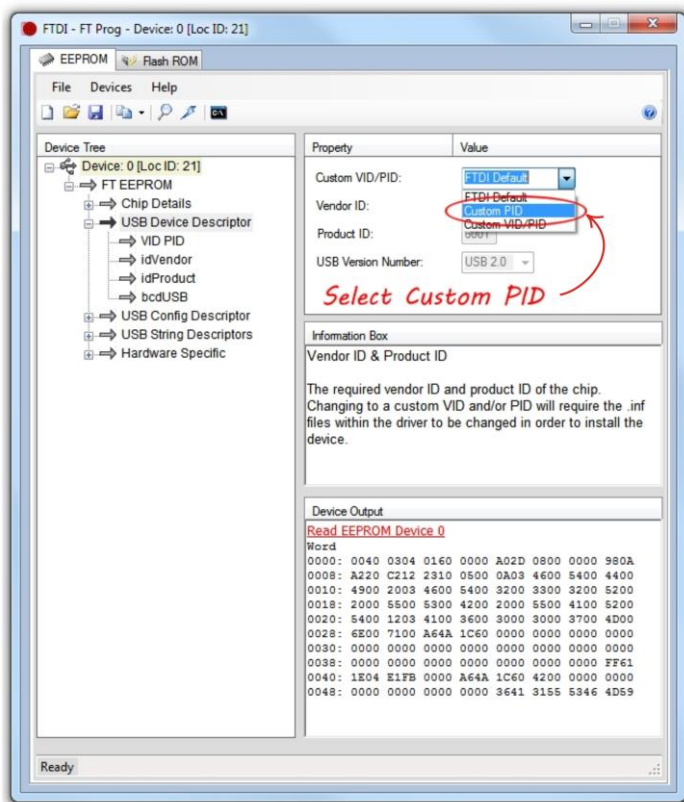 FTDI - FT Prog - Device: 0 [Loc ID: 21]
EEPROM
Flash ROM
File Devices Help
Device Tree
Device: 0 [Loc ID: 21]
FT EEPROM
Chip Details
USB Device Descriptor
VID PID
idVendor
idProduct
bcdUSB
USB Config Descriptor
USB String Descriptors
Hardware Specific
Property Value
Custom VID/PID: FTDI Default
FTDI Default
Custom PID
Custom VID/PID
Vendor ID:
Product ID: 6001
USB Version Number: USB 2.0
Select Custom PID
Information Box
Vendor ID & Product ID
The required vendor ID and product ID of the chip.
Changing to a custom VID and/or PID will require the .inf
files within the driver to be changed in order to install the
device.
Device Output
Read EEPROM Device 0
Word
0000: 0040 0304 0160 0000 A02D 0800 0000 980A
0008: A220 C212 2310 0500 0A03 4600 5400 4400
0010: 4900 2003 4600 5400 3200 3300 3200 5200
0018: 2000 5500 5300 4200 2000 5500 4100 5200
0020: 5400 1203 4100 3600 3000 3000 3700 4D00
0028: 6E00 7100 A64A 1C60 0000 0000 0000 0000
0030: 0000 0000 0000 0000 0000 0000 0000 0000
0038: 0000 0000 0000 0000 0000 0000 0000 FF61
0040: 1E04 E1FB 0000 A64A 1C60 4200 0000 0000
0048: 0000 0000 0000 0000 3641 3155 5346 4D59
Ready